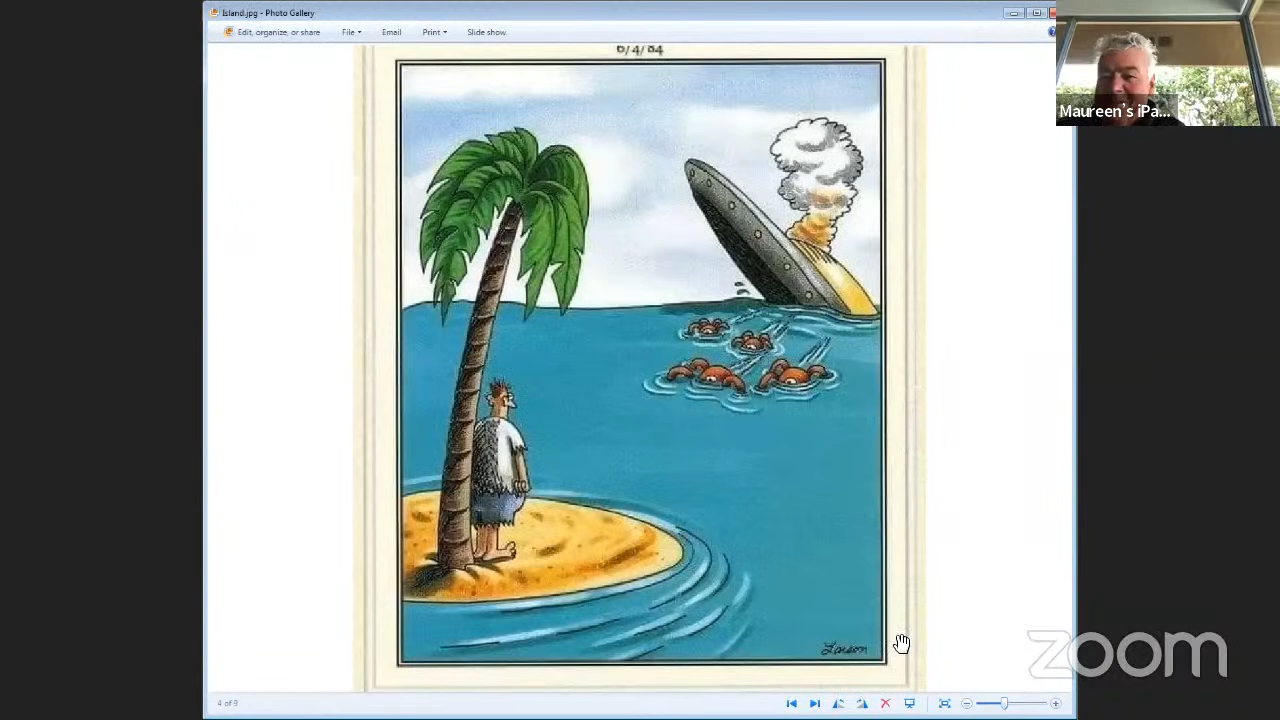 Island.jpg - Photo Gallery
Edit, organize, or share
File
Email
Print
Slide show
6/4/84
Maureen's iPa...
Larson
zoom
4 of 9